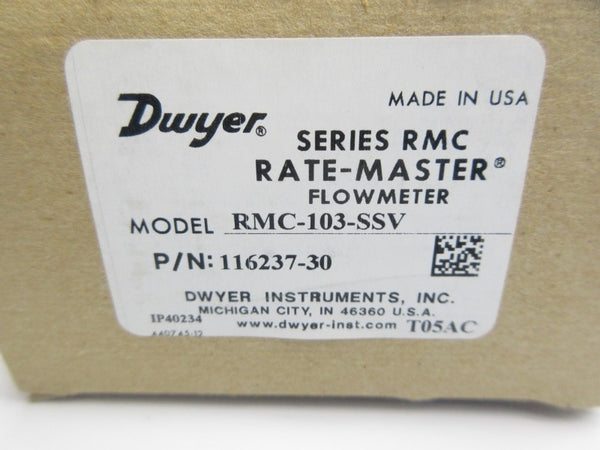 MADE IN USA
Dwyer®
SERIES RMC
RATE-MASTER®
FLOWMETER
MODEL RMC-103-SSV
P/N: 116237-30
DWYER INSTRUMENTS, INC.
MICHIGAN CITY, IN 46360 U.S.A.
IP40234 www.dwyer-inst.com T05AC